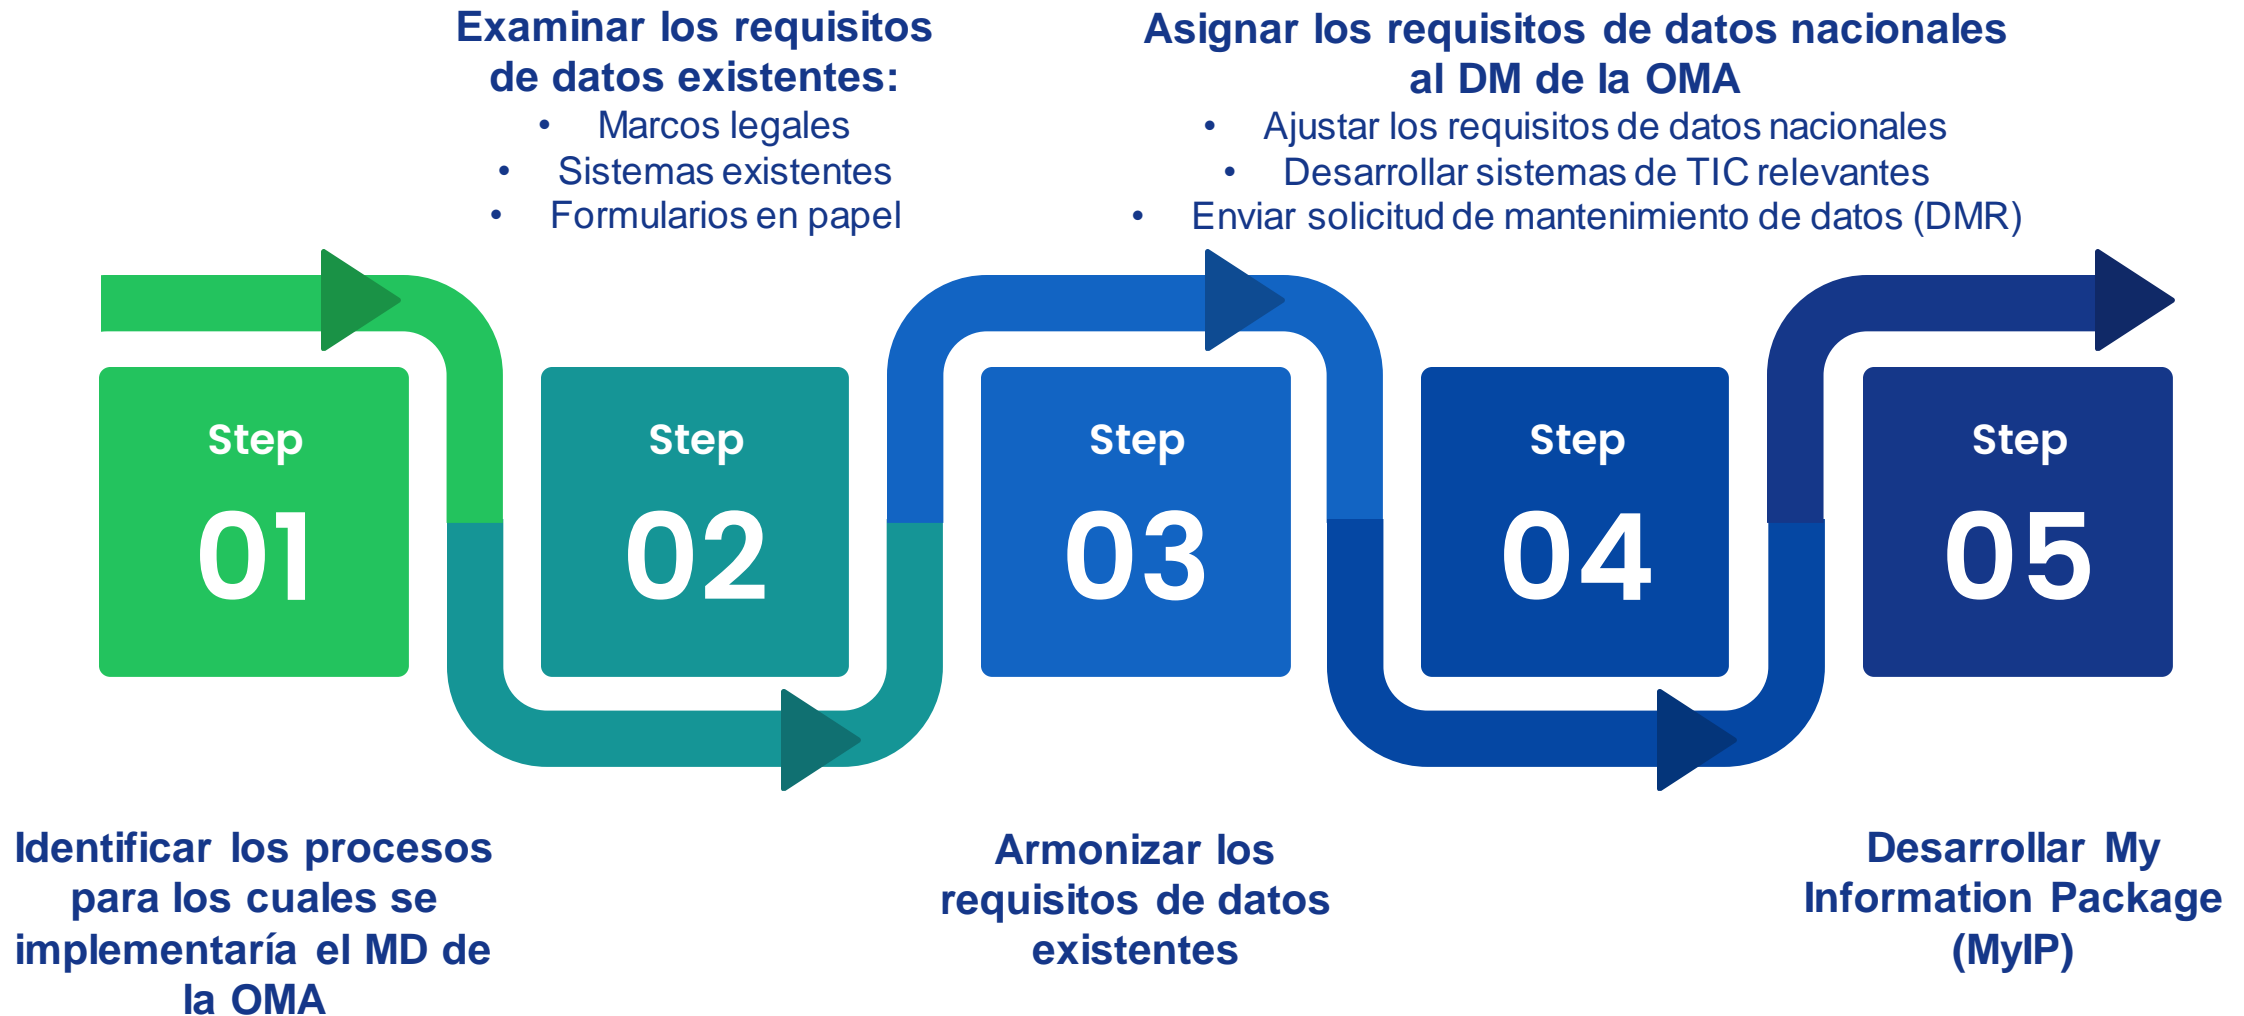 Examinar los requisitos
de datos existentes:
• Marcos legales
• Sistemas existentes
• Formularios en papel
Asignar los requisitos de datos nacionales
al DM de la OMA
• Ajustar los requisitos de datos nacionales
• Desarrollar sistemas de TIC relevantes
• Enviar solicitud de mantenimiento de datos (DMR)
Step
01
Step
02
Step
03
Step
04
Step
05
Identificar los procesos
para los cuales se
implementaría el MD de
la OMA
Armonizar los
requisitos de datos
existentes
Desarrollar My
Information Package
(MyIP)